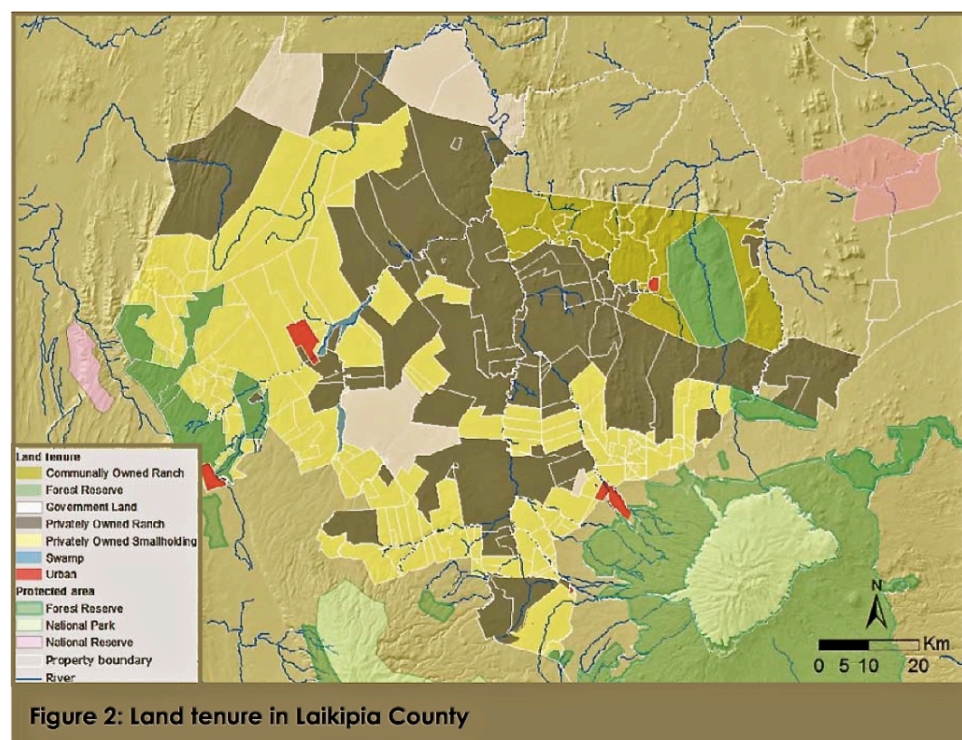 Land tenure
Communally Owned Ranch
Forest Reserve
Government Land
Privately Owned Ranch
Privately Owned Smallholding
Swamp
Urban
Protected area
Forest Reserve
National Park
National Reserve
Property boundary
River
N
Km
0 5 10 20
Figure 2: Land tenure in Laikipia County